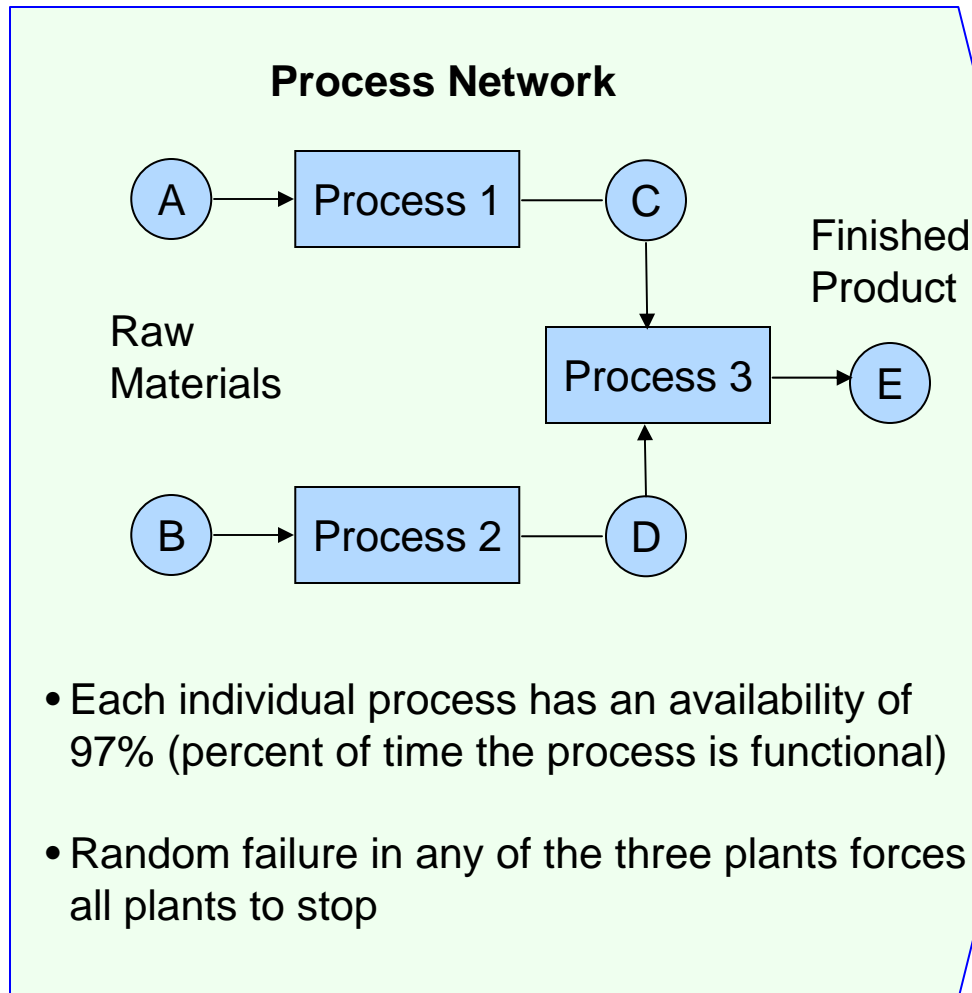 Process Network
A
Process 1
C
Finished
Product
Raw
Materials
Process 3
E
B
Process 2
D
• Each individual process has an availability of
97% (percent of time the process is functional)
• Random failure in any of the three plants forces
all plants to stop